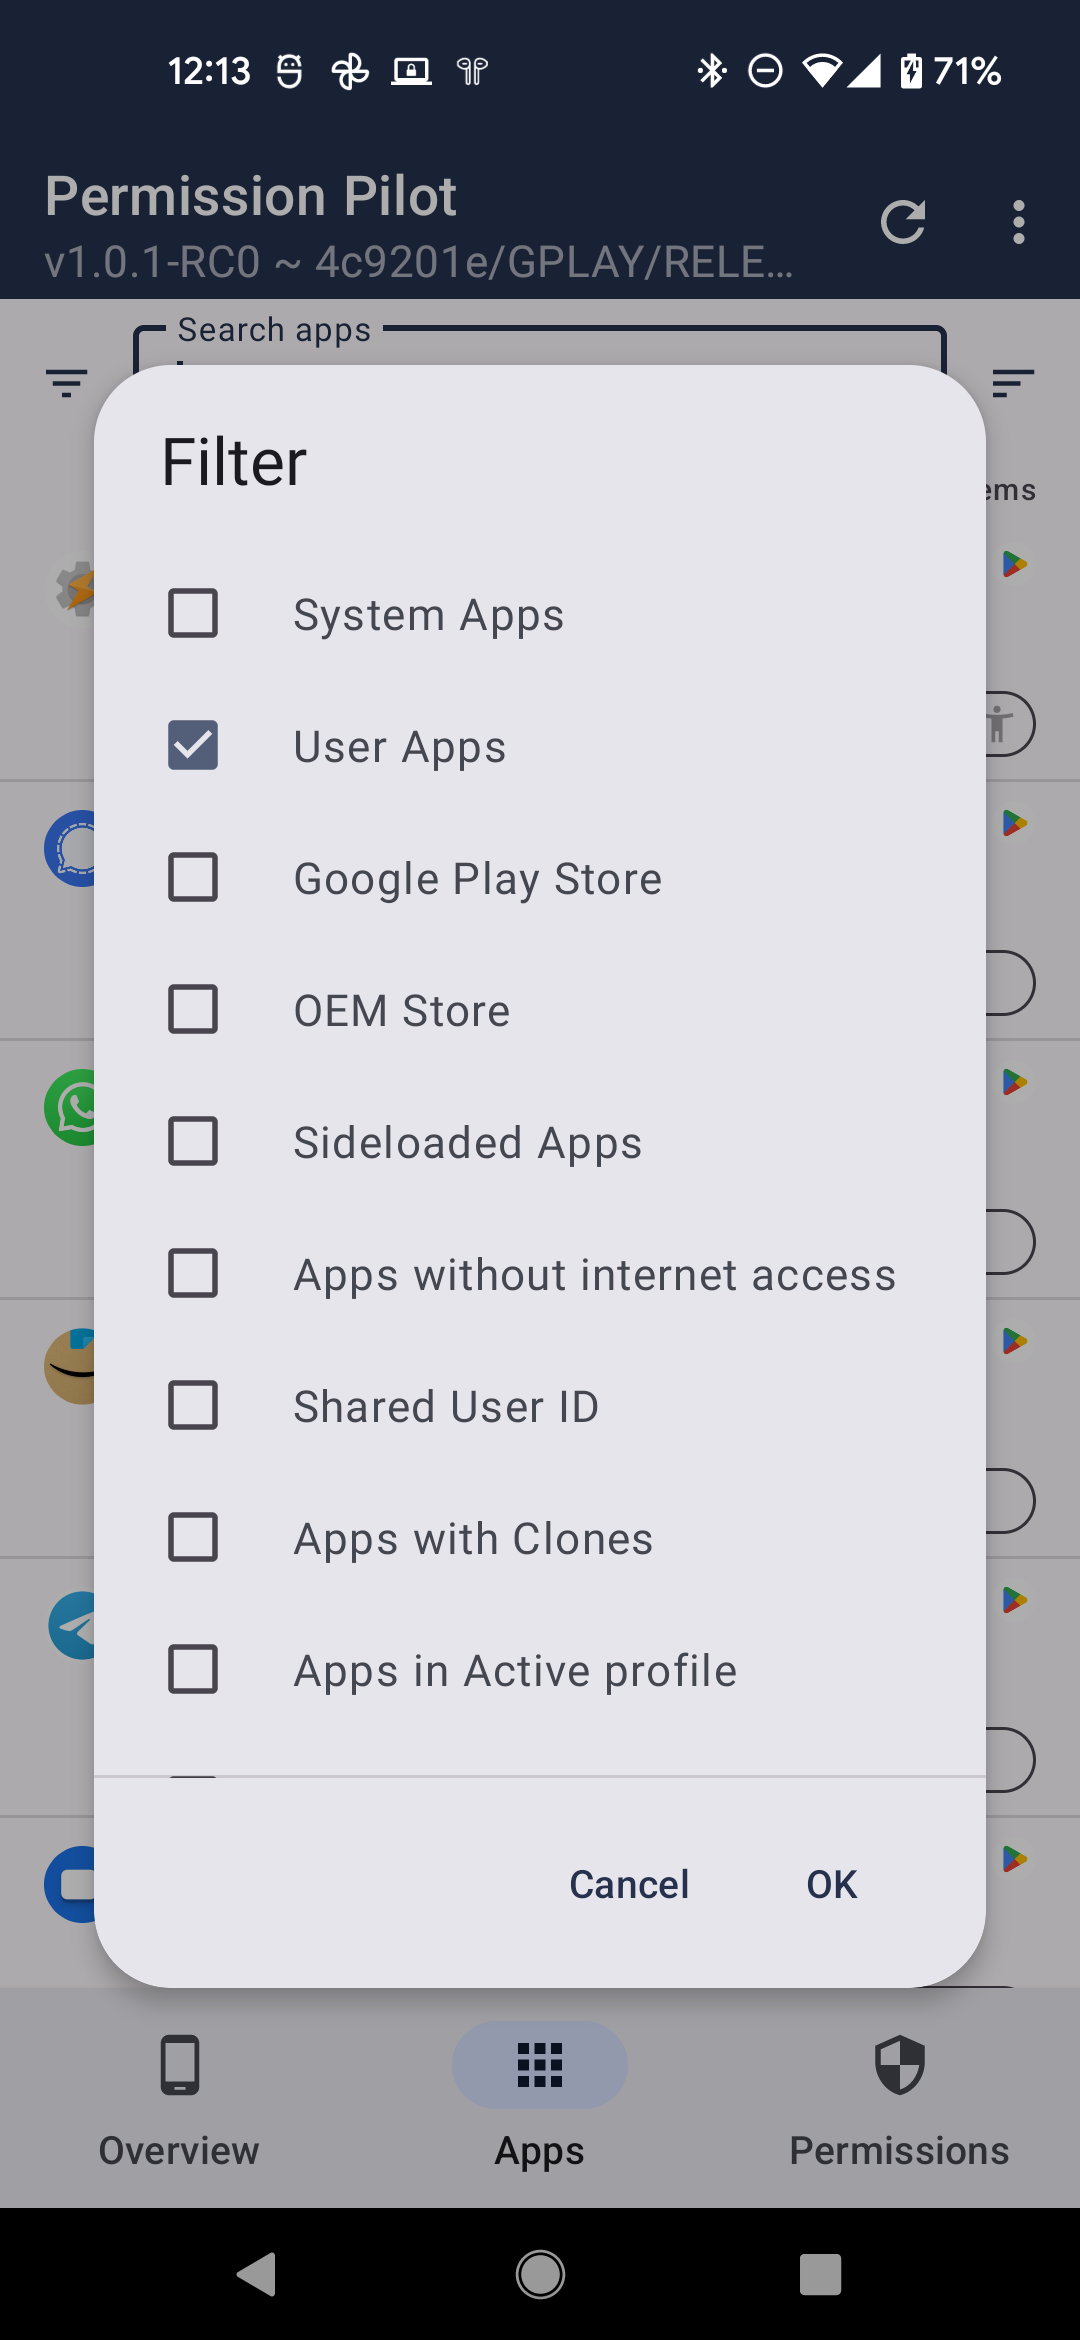 12:13 71%
Permission Pilot
v1.0.1-RC0 ~ 4c9201e/GPLAY/RELE...
Search apps
Filter
ems
System Apps
User Apps
Google Play Store
OEM Store
Sideloaded Apps
Apps without internet access
Shared User ID
Apps with Clones
Apps in Active profile
Cancel OK
Overview Apps Permissions